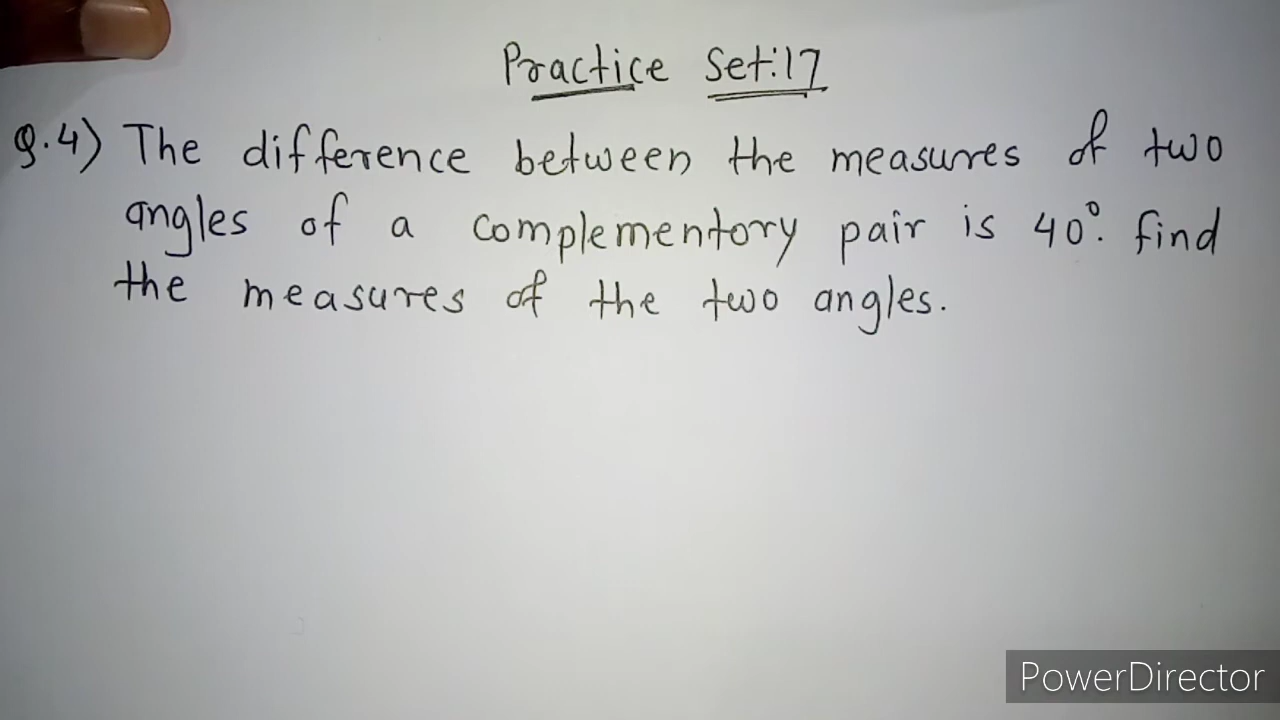 Practice Set:17
Q.4) The difference between the measures of two
angles of a complementory pair is 40°. find
the measures of the two angles.
PowerDirector